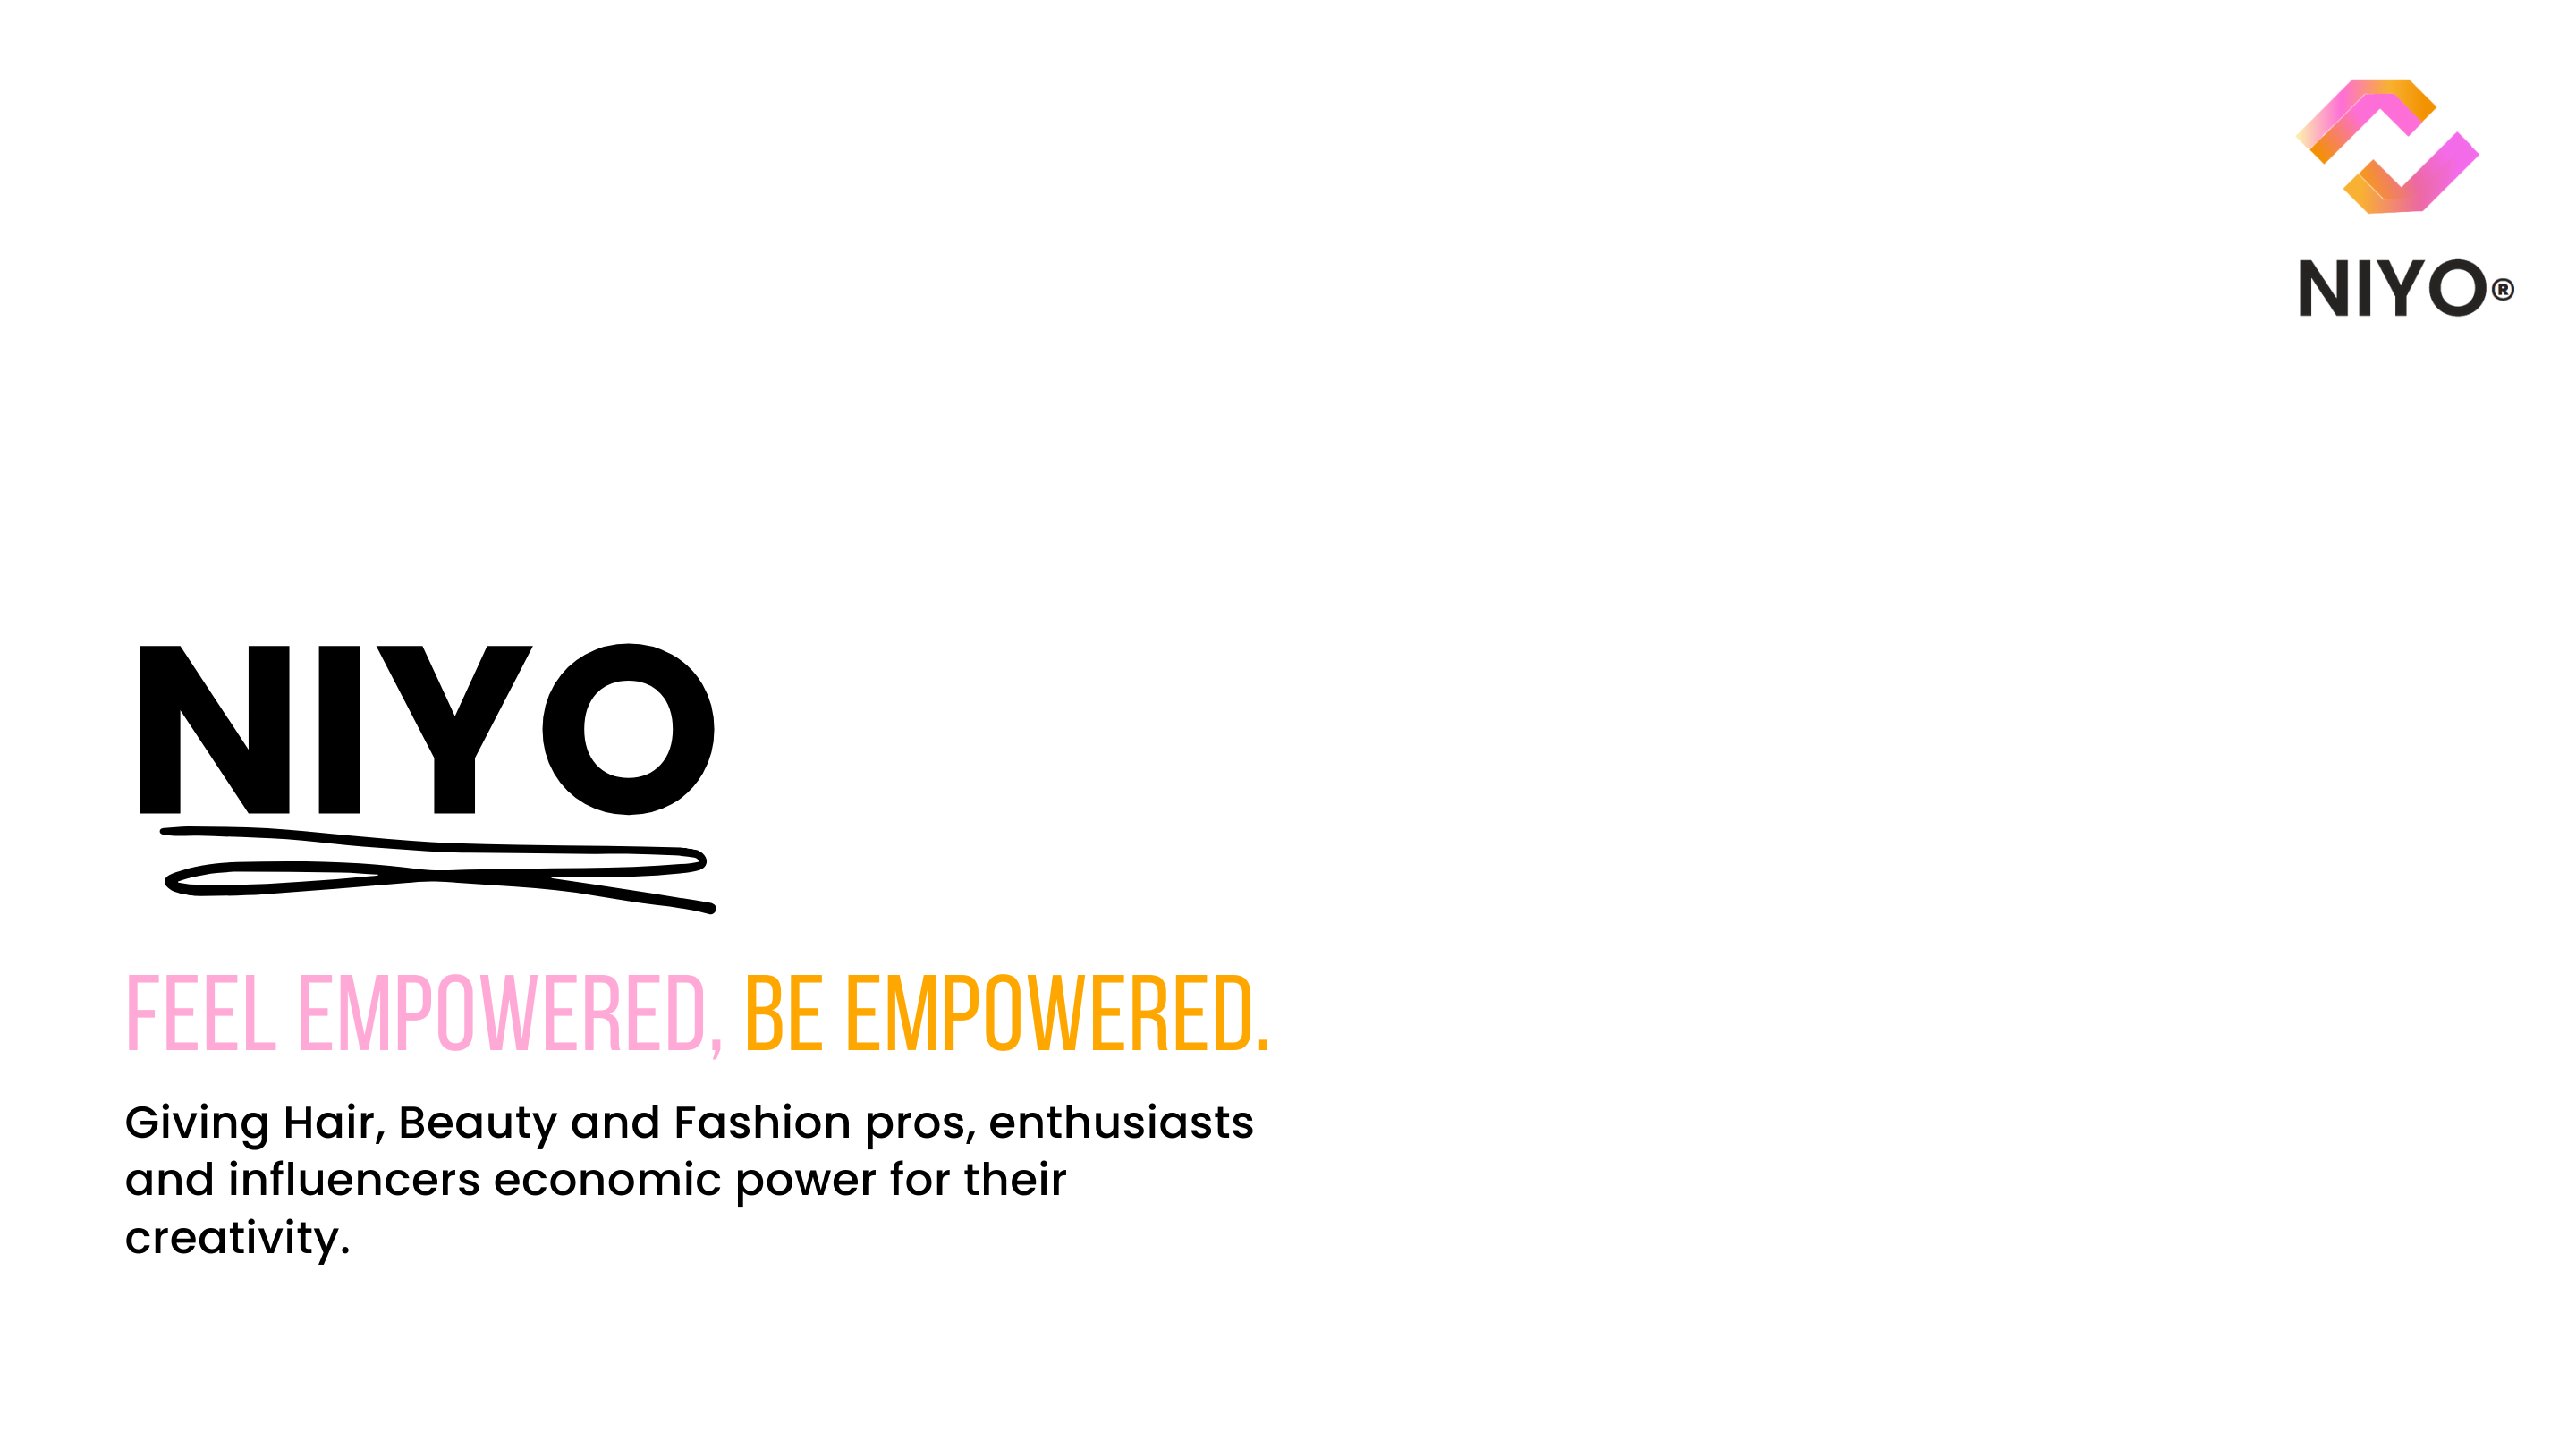 NIYO®
NIYO
FEEL EMPOWERED, BE EMPOWERED.
Giving Hair, Beauty and Fashion pros, enthusiasts
and influencers economic power for their
creativity.